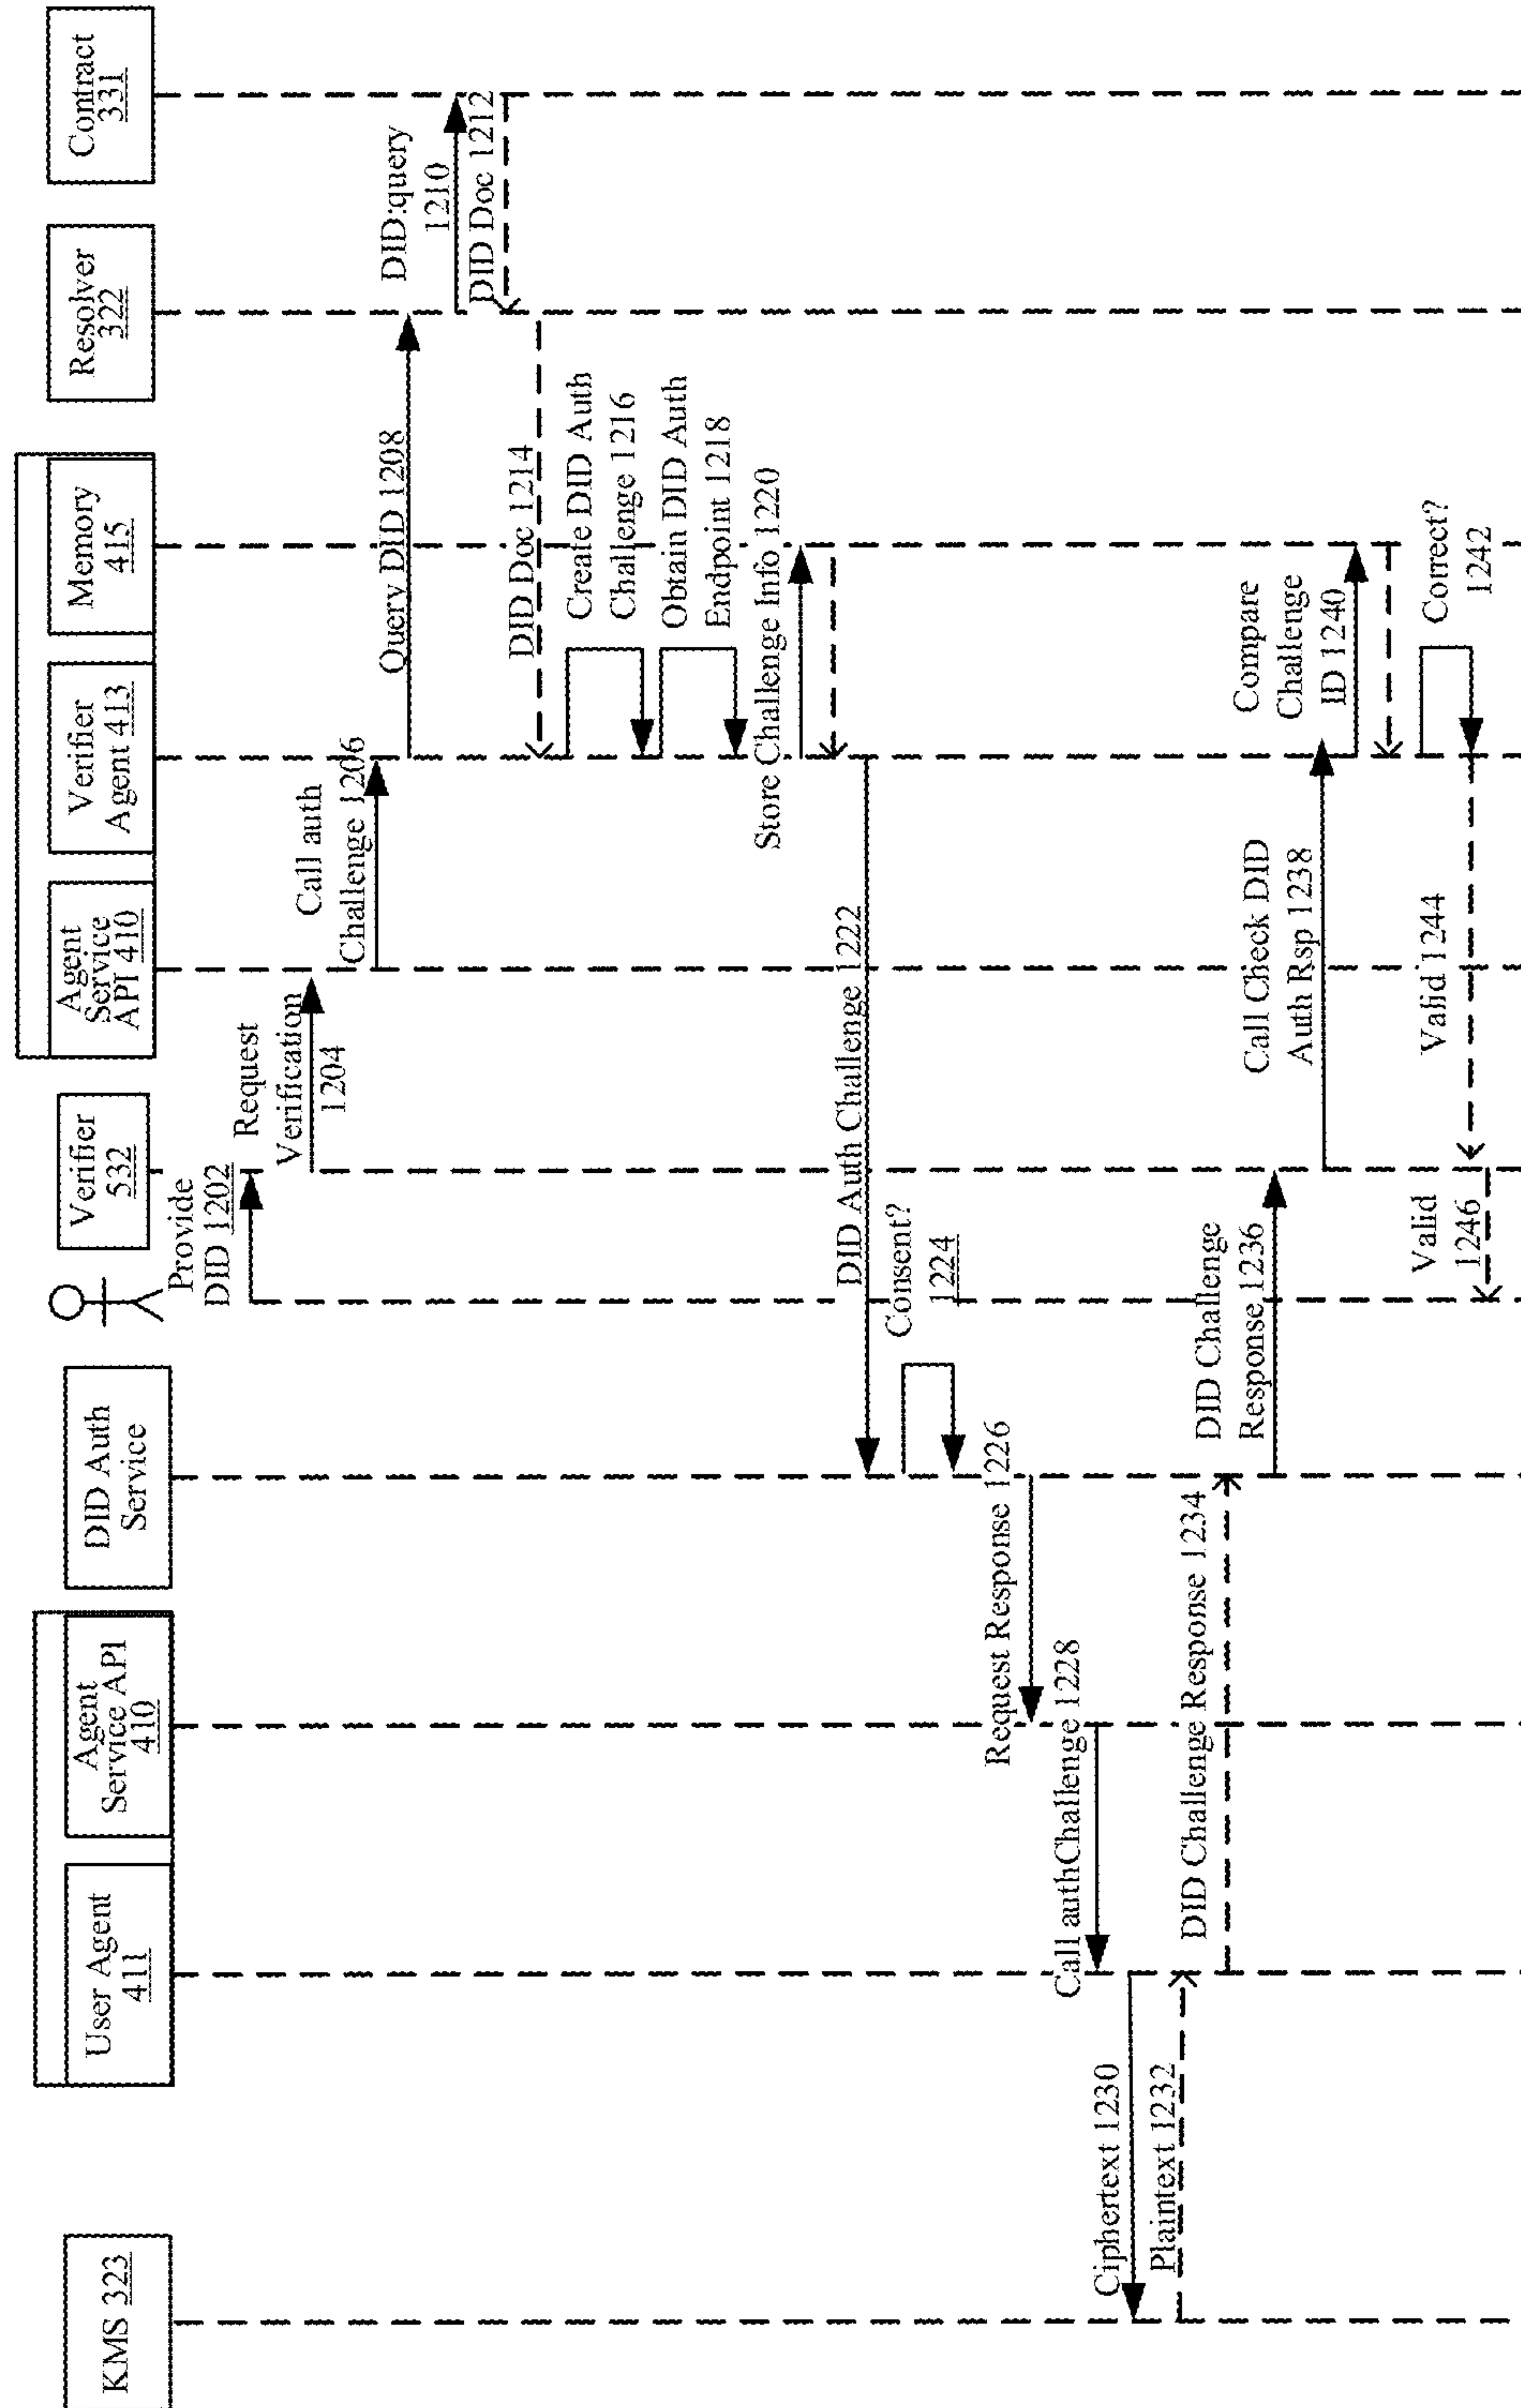 KMS 323
User Agent
411
Agent
Service API
410
DID Auth
Service
Verifier
532
Agent
Service
API 410
Verifier
Agent 413
Memory
415
Resolver
322
Contract
331
Provide
DID 1202
Request
Verification
1204
Call auth
Challenge 1206
Query DID 1208
DID:query
1210
DID Doc 1212
DID Doc 1214
Create DID Auth
Challenge 1216
Obtain DID Auth
Endpoint 1218
Store Challenge Info 1220
DID Auth Challenge 1222
Consent?
1224
Request Response 1226
Call authChallenge 1228
Ciphertext 1230
Plaintext 1232
DID Challenge Response 1234
DID Challenge
Response 1236
Call Check DID
Auth Rsp 1238
Compare
Challenge
ID 1240
Correct?
1242
Valid 1244
Valid
1246